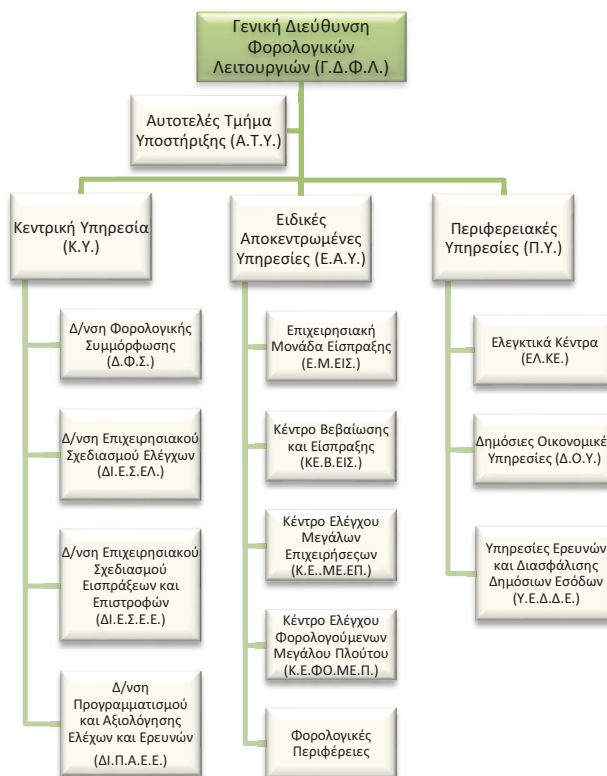 Γενική Διεύθυνση
Φορολογικών
Λειτουργιών (Γ.Δ.Φ.Λ.)
Αυτοτελές Τμήμα
Υποστήριξης (Α.Τ.Υ.)
Κεντρική Υπηρεσία
(Κ.Υ.)
Δ/νση Φορολογικής
Συμμόρφωσης
(Δ.Φ.Σ.)
Δ/νση Επιχειρησιακού
Σχεδιασμού Ελέγχων
(ΔΙ.Ε.Σ.ΕΛ.)
Δ/νση Επιχειρησιακού
Σχεδιασμού
Εισπράξεων και
Επιστροφών
(ΔΙ.Ε.Σ.Ε.Ε.)
Δ/νση
Προγραμματισμού
και Αξιολόγησης
Ελέχων και Ερευνών
(ΔΙ.Π.Α.Ε.Ε.)
Ειδικές
Αποκεντρωμένες
Υπηρεσίες (Ε.Α.Υ.)
Επιχειρησιακή
Μονάδα Είσπραξης
(Ε.Μ.ΕΙΣ.)
Κέντρο Βεβαίωσης
και Είσπραξης
(ΚΕ.Β.ΕΙΣ.)
Κέντρο Ελέγχου
Μεγάλων
Επιχειρήσεςων
(Κ.Ε..ΜΕ.ΕΠ.)
Κέντρο Ελέγχου
Φορολογούμενων
Μεγάλου Πλούτου
(Κ.Ε.ΦΟ.ΜΕ.Π.)
Φορολογικές
Περιφέρειες
Περιφερειακές
Υπηρεσίες (Π.Υ.)
Ελεγκτικά Κέντρα
(ΕΛ.ΚΕ.)
Δημόσιες Οικονομικές
Υπηρεσίες (Δ.Ο.Υ.)
Υπηρεσίες Ερευνών
και Διασφάλισης
Δημόσιων Εσόδων
(Υ.Ε.Δ.Δ.Ε.)